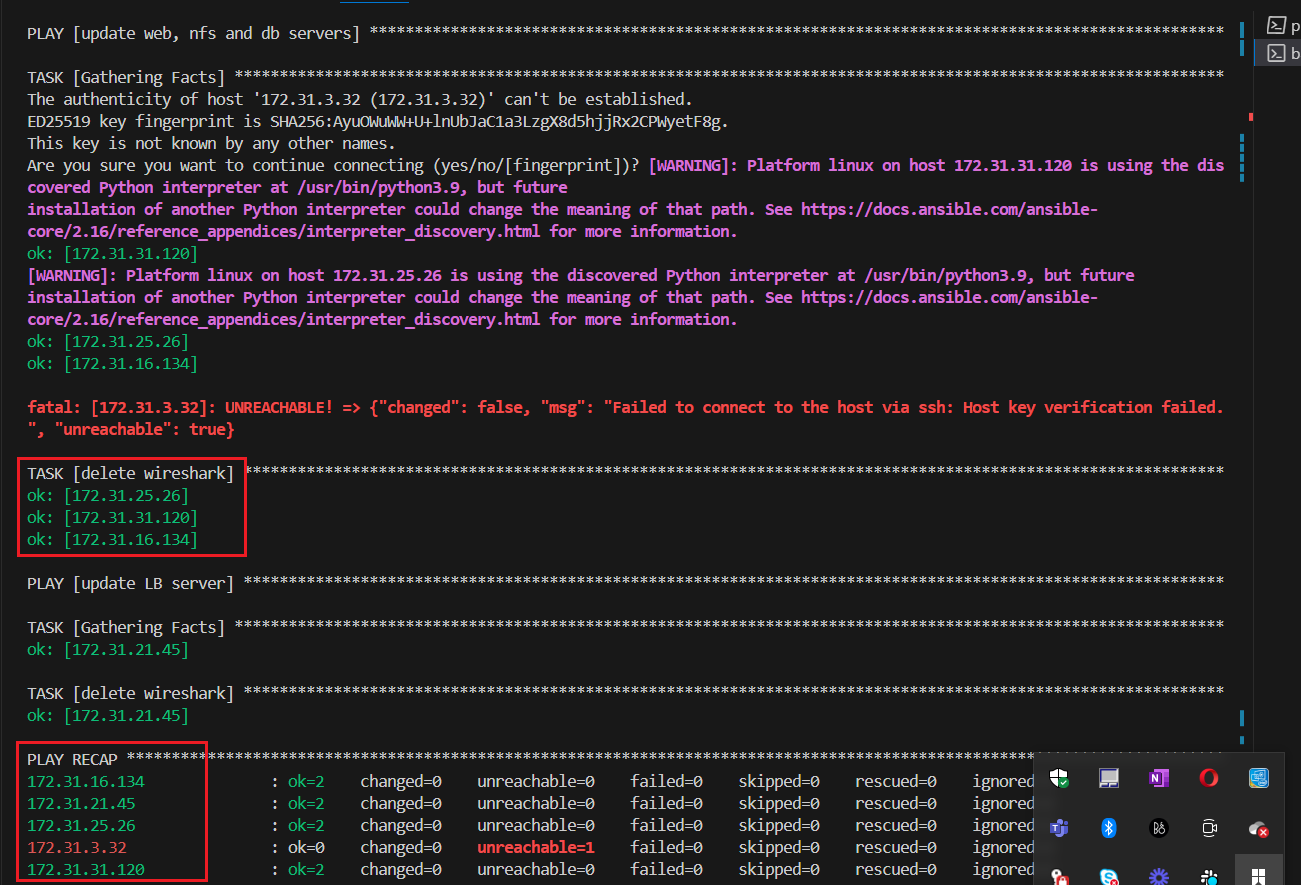 PLAY [update web, nfs and db servers] ***********************************************************************************************
TASK [Gathering Facts] **************************************************************************************************************
The authenticity of host '172.31.3.32 (172.31.3.32)' can't be established.
ED25519 key fingerprint is SHA256:AyuOWuWW+U+lnUbJaC1a3LzgX8d5hjjRx2CPWyetF8g.
This key is not known by any other names.
Are you sure you want to continue connecting (yes/no/[fingerprint])? [WARNING]: Platform linux on host 172.31.31.120 is using the dis
covered Python interpreter at /usr/bin/python3.9, but future
installation of another Python interpreter could change the meaning of that path. See https://docs.ansible.com/ansible-
core/2.16/reference_appendices/interpreter_discovery.html for more information.
ok: [172.31.31.120]
[WARNING]: Platform linux on host 172.31.25.26 is using the discovered Python interpreter at /usr/bin/python3.9, but future
installation of another Python interpreter could change the meaning of that path. See https://docs.ansible.com/ansible-
core/2.16/reference_appendices/interpreter_discovery.html for more information.
ok: [172.31.25.26]
ok: [172.31.16.134]
fatal: [172.31.3.32]: UNREACHABLE! => {"changed": false, "msg": "Failed to connect to the host via ssh: Host key verification failed.
", "unreachable": true}
TASK [delete wireshark] *************************************************************************************************************
ok: [172.31.25.26]
ok: [172.31.31.120]
ok: [172.31.16.134]
PLAY [update LB server] *************************************************************************************************************
TASK [Gathering Facts] **************************************************************************************************************
ok: [172.31.21.45]
TASK [delete wireshark] *************************************************************************************************************
ok: [172.31.21.45]
PLAY RECAP **************************************************************************************************************************
172.31.16.134 : ok=2 changed=0 unreachable=0 failed=0 skipped=0 rescued=0 ignored
172.31.21.45 : ok=2 changed=0 unreachable=0 failed=0 skipped=0 rescued=0 ignored
172.31.25.26 : ok=2 changed=0 unreachable=0 failed=0 skipped=0 rescued=0 ignored
172.31.3.32 : ok=0 changed=0 unreachable=1 failed=0 skipped=0 rescued=0 ignored
172.31.31.120 : ok=2 changed=0 unreachable=0 failed=0 skipped=0 rescued=0 ignored
p
b